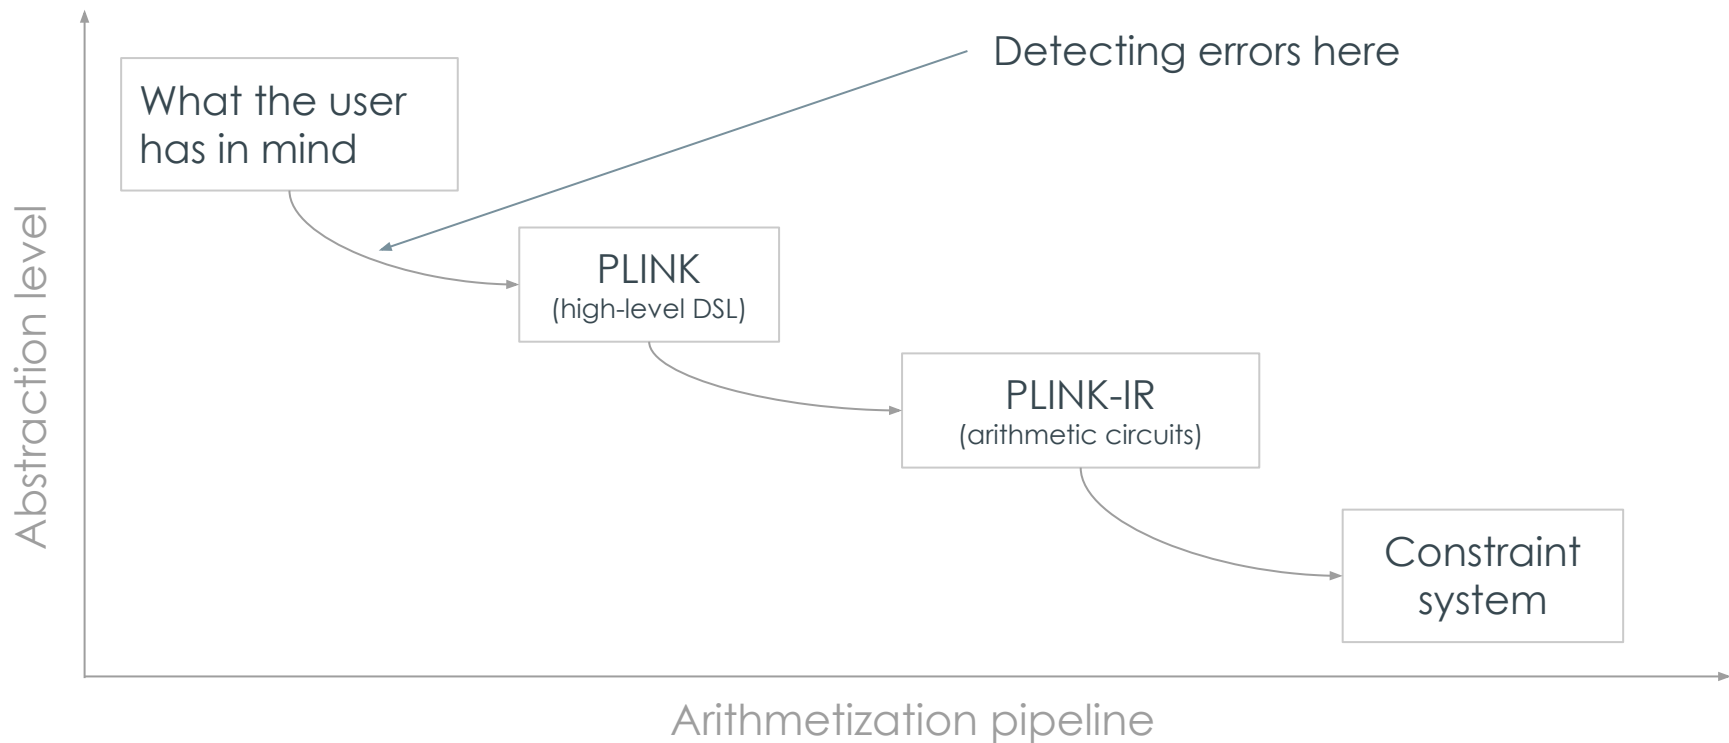 Detecting errors here
What the user
has in mind
PLINK
(high-level DSL)
PLINK-IR
(arithmetic circuits)
Constraint
system
Abstraction level
Arithmetization pipeline